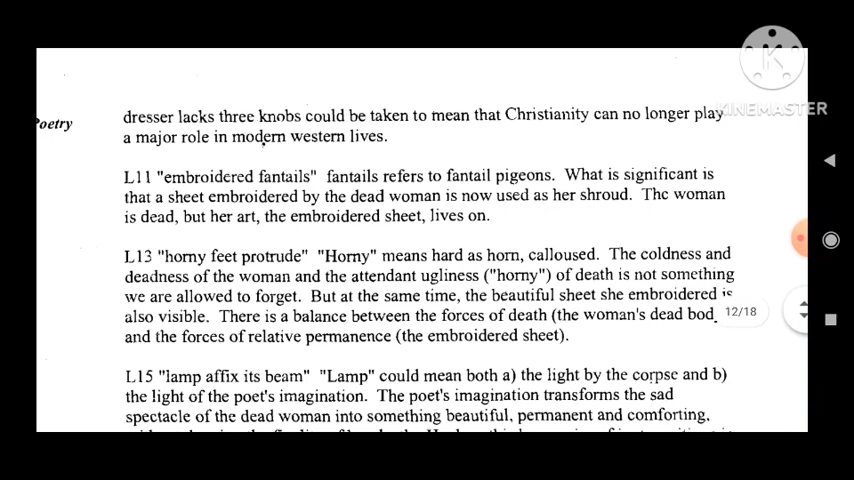 KINEMASTER
Poetry
dresser lacks three knobs could be taken to mean that Christianity can no longer play
a major role in modern western lives.
L11 "embroidered fantails" fantails refers to fantail pigeons. What is significant is
that a sheet embroidered by the dead woman is now used as her shroud. The woman
is dead, but her art, the embroidered sheet, lives on.
L13 "horny feet protrude" "Horny" means hard as horn, calloused. The coldness and
deadness of the woman and the attendant ugliness ("horny") of death is not something
we are allowed to forget. But at the same time, the beautiful sheet she embroidered is
also visible. There is a balance between the forces of death (the woman's dead bod
12/18
and the forces of relative permanence (the embroidered sheet).
L15 "lamp affix its beam" "Lamp" could mean both a) the light by the corpse and b)
the light of the poet's imagination. The poet's imagination transforms the sad
spectacle of the dead woman into something beautiful, permanent and comforting,